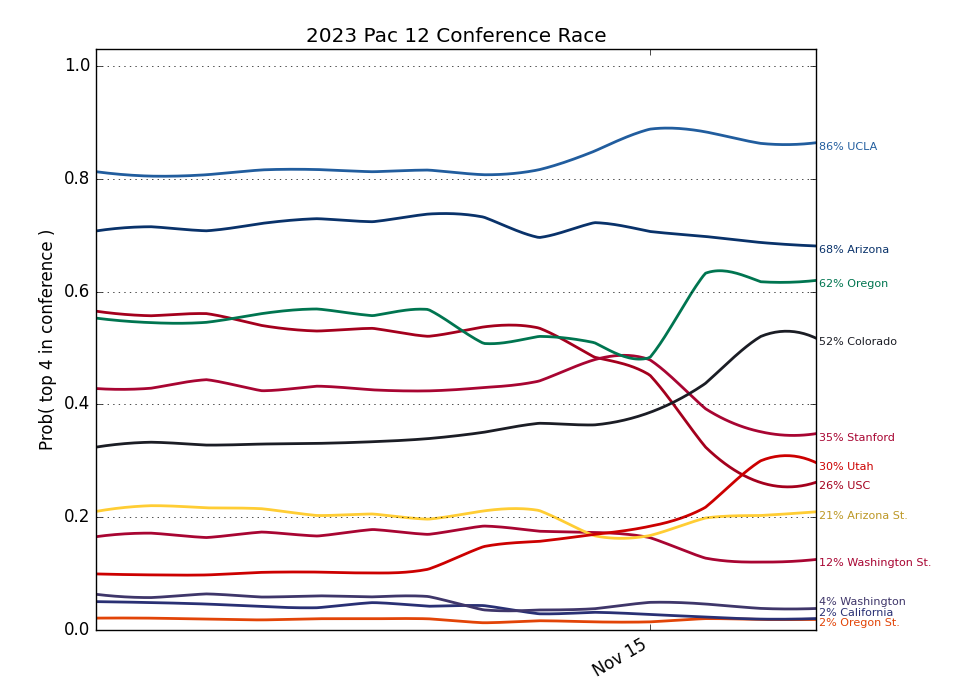 2023 Pac 12 Conference Race
1.0
0.8
0.6
0.4
0.2
0.0
Prob( top 4 in conference )
Nov 15
86% UCLA
68% Arizona
62% Oregon
52% Colorado
35% Stanford
30% Utah
26% USC
21% Arizona St.
12% Washington St.
4% Washington
2% California
2% Oregon St.